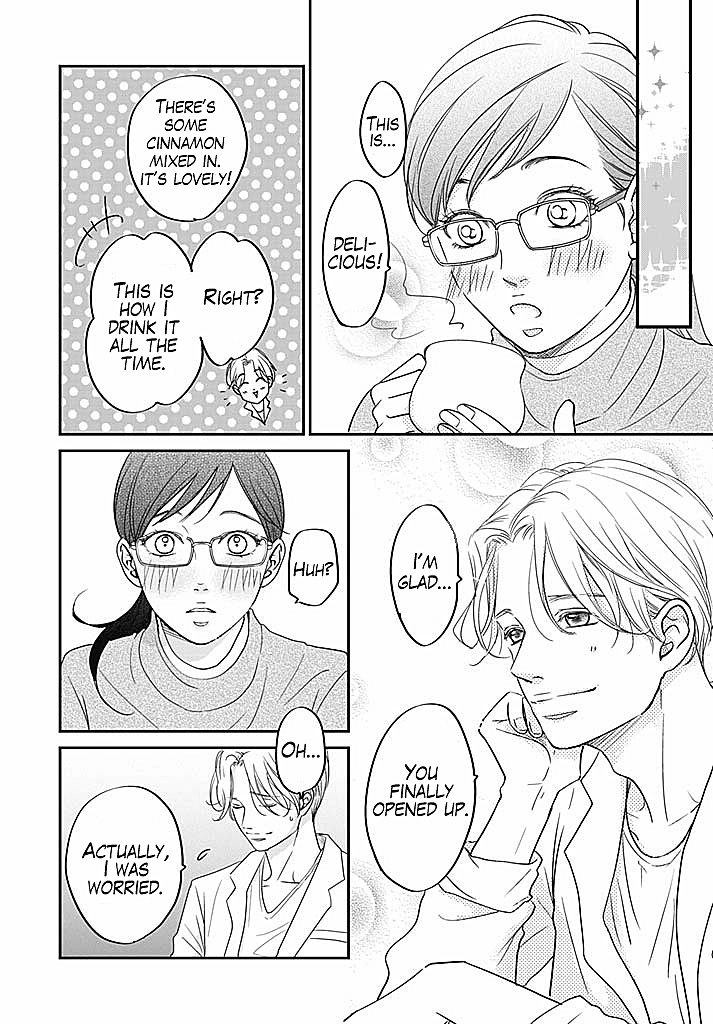 THIS
IS...
DELI-
CIOUS!
THERE'S
SOME
CINNAMON
MIXED IN.
IT'S LOVELY!
RIGHT?
THIS IS
HOW I
DRINK IT
ALL THE
TIME.
I'M
GLAD...
YOU
FINALLY
OPENED UP.
HUH?
OH...
ACTUALLY,
I WAS
WORRIED.